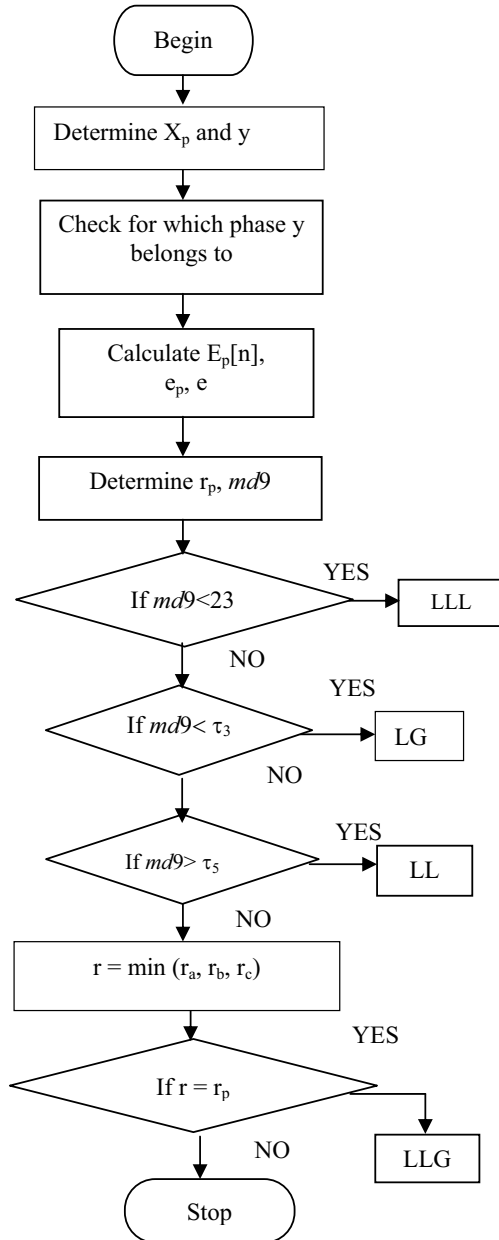 Begin
Determine Xp and y
Check for which phase y
belongs to
Calculate Ep[n],
ep, e
Determine rp, md9
If md9<23
YES
LLL
NO
If md9< τ3
YES
LG
NO
If md9> τ5
YES
LL
NO
r = min (ra, rb, rc)
If r = rp
YES
LLG
NO
Stop